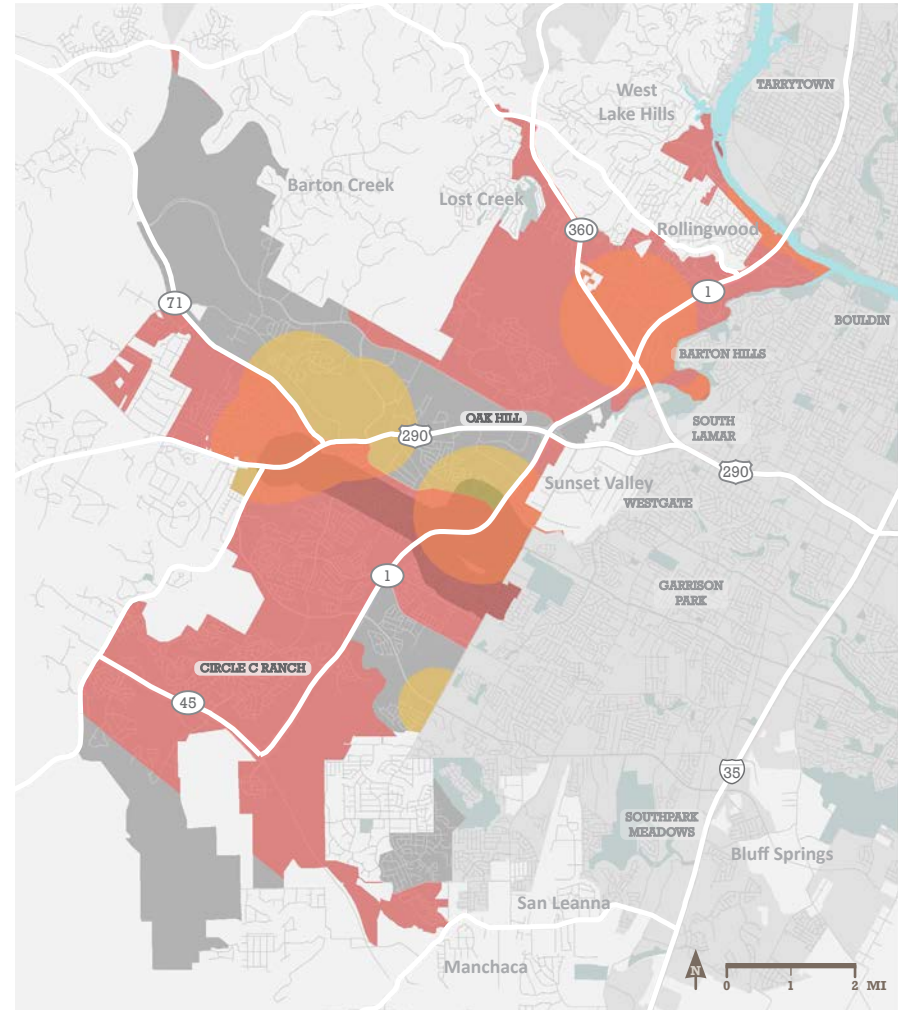 TARRYTOWN
West
Lake Hills
Barton Creek
Lost Creek
360
Rollingwood
1
71
BOULDIN
BARTON HILLS
OAK HILL
290
SOUTH
LAMAR
290
Sunset Valley
WESTGATE
1
GARRISON
PARK
CIRCLE C RANCH
45
35
SOUTHPARK
MEADOWS
Bluff Springs
San Leanna
Manchaca
N
0 1 2 MI